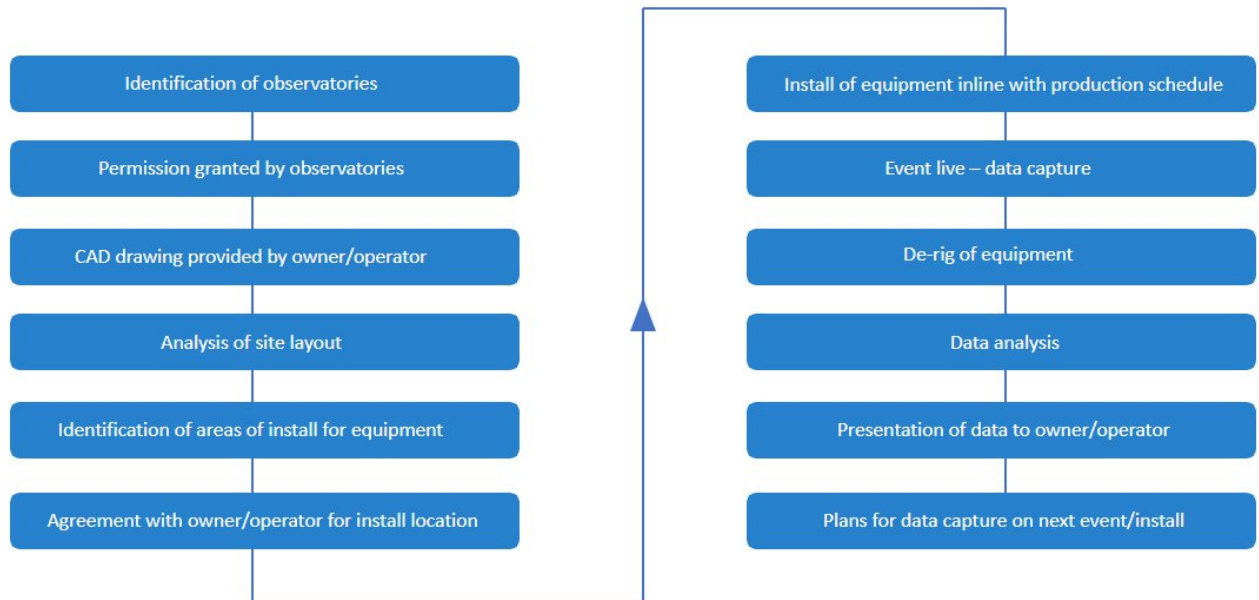 Identification of observatories
Permission granted by observatories
CAD drawing provided by owner/operator
Analysis of site layout
Identification of areas of install for equipment
Agreement with owner/operator for install location
Install of equipment inline with production schedule
Event live – data capture
De-rig of equipment
Data analysis
Presentation of data to owner/operator
Plans for data capture on next event/install